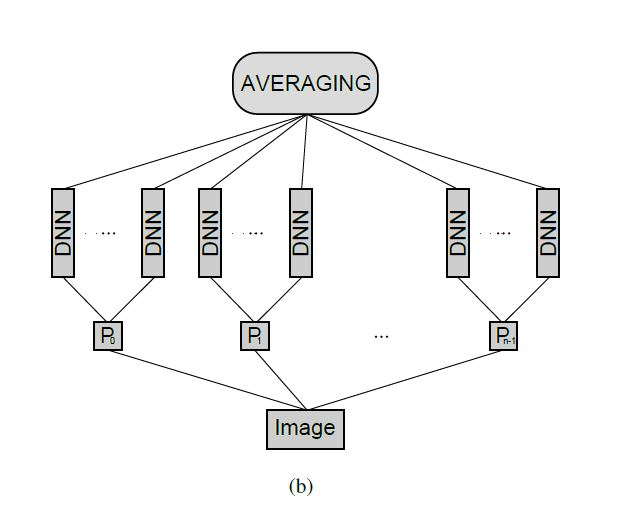 AVERAGING
DNN ... DNN DNN ... DNN DNN ... DNN
P0 P1 ... Pn-1
Image
(b)